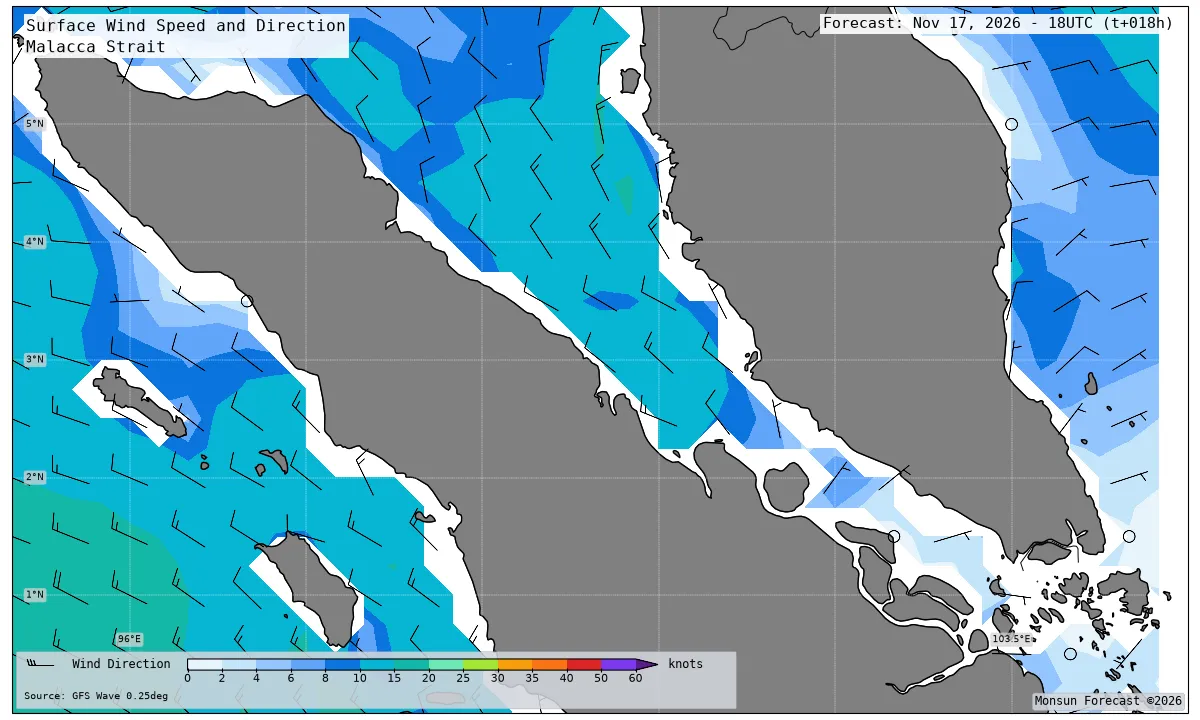 Surface Wind Speed and Direction
Malacca Strait
Forecast: Nov 17, 2026 - 18UTC (t+018h)
5°N
4°N
3°N
2°N
1°N
96°E
103.5°E
Wind Direction
0 2 4 6 8 10 15 20 25 30 35 40 50 60
knots
Source: GFS Wave 0.25deg
Monsun Forecast ©2026